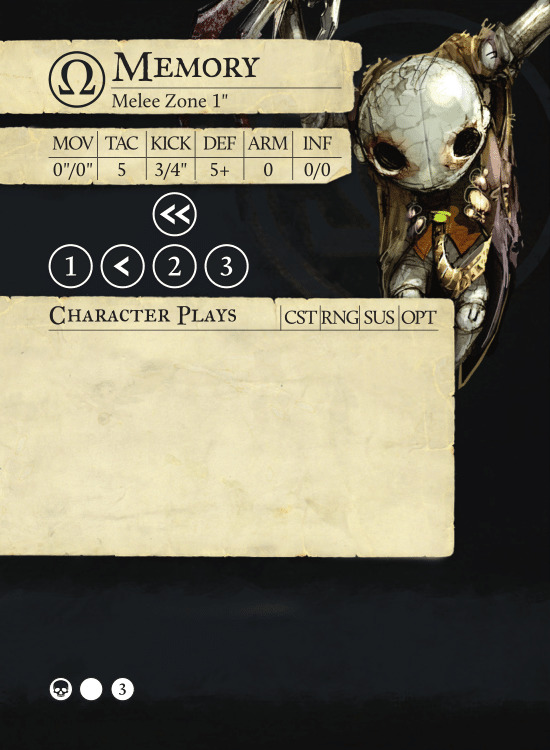 Ω MEMORY
Melee Zone 1"
MOV TAC KICK DEF ARM INF
0"/0" 5 3/4" 5+ 0 0/0
<<
1 < 2 3
CHARACTER PLAYS CST RNG SUS OPT
3